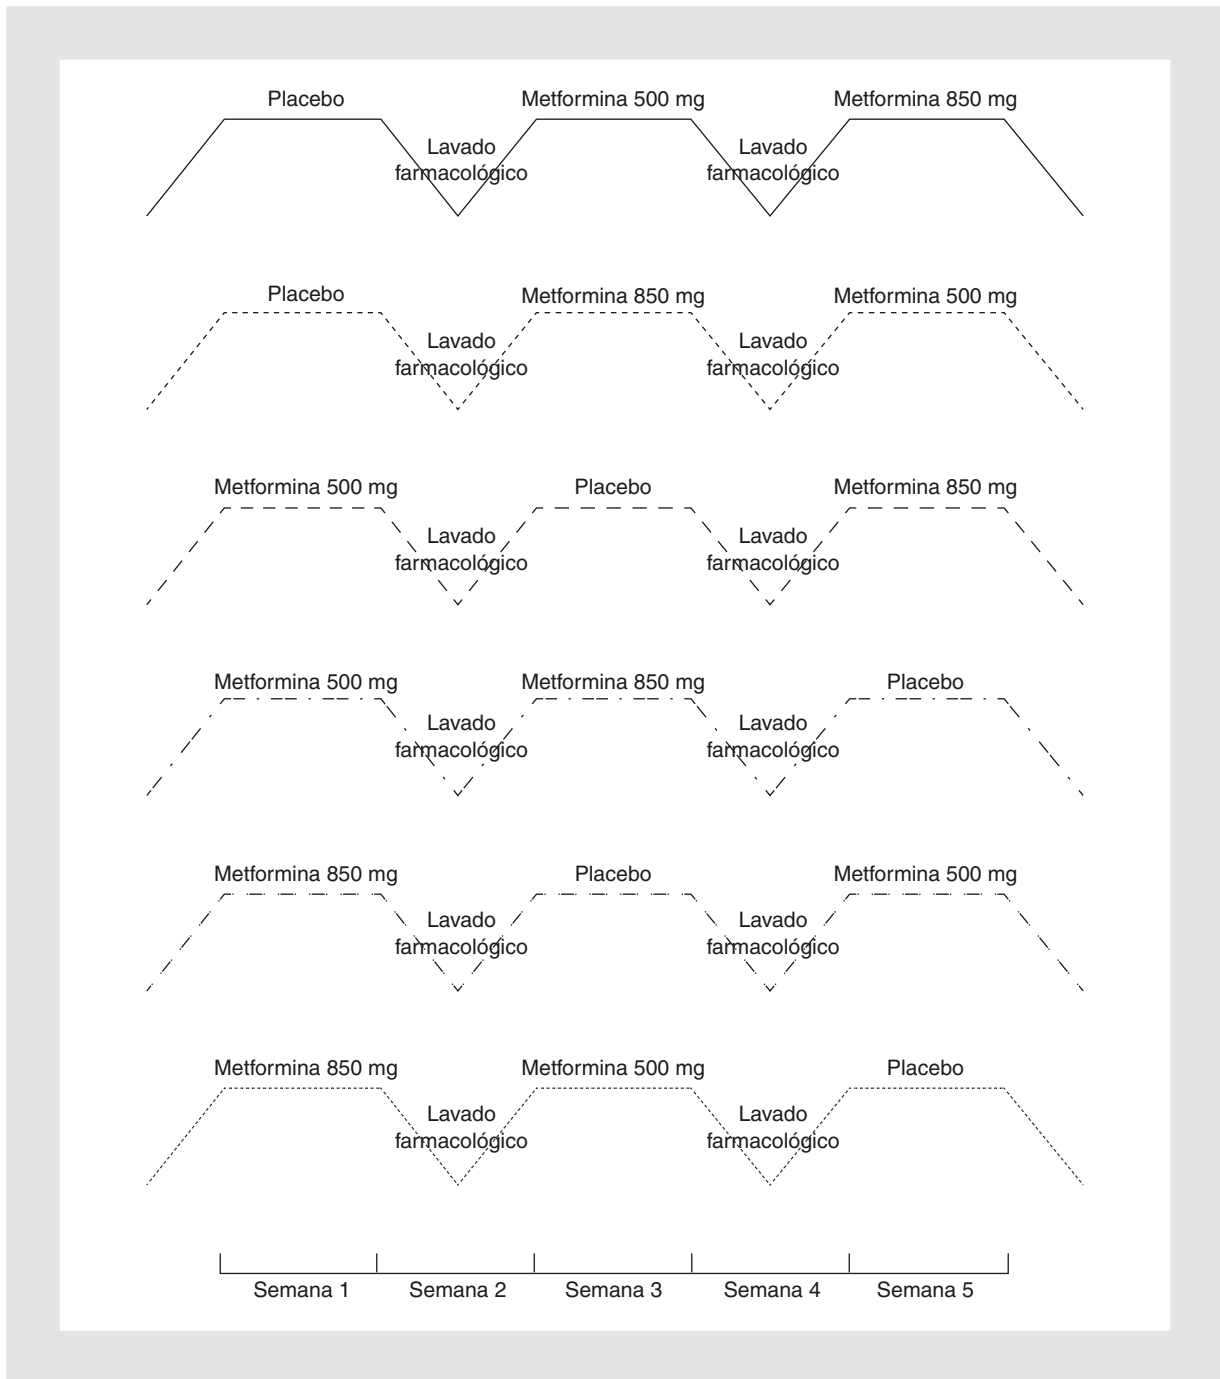 Placebo Metformina 500 mg Metformina 850 mg
Lavado Lavado
farmacológico farmacológico
Placebo Metformina 850 mg Metformina 500 mg
Lavado Lavado
farmacológico farmacológico
Metformina 500 mg Placebo Metformina 850 mg
Lavado Lavado
farmacológico farmacológico
Metformina 500 mg Metformina 850 mg Placebo
Lavado Lavado
farmacológico farmacológico
Metformina 850 mg Placebo Metformina 500 mg
Lavado Lavado
farmacológico farmacológico
Metformina 850 mg Metformina 500 mg Placebo
Lavado Lavado
farmacológico farmacológico
Semana 1 Semana 2 Semana 3 Semana 4 Semana 5